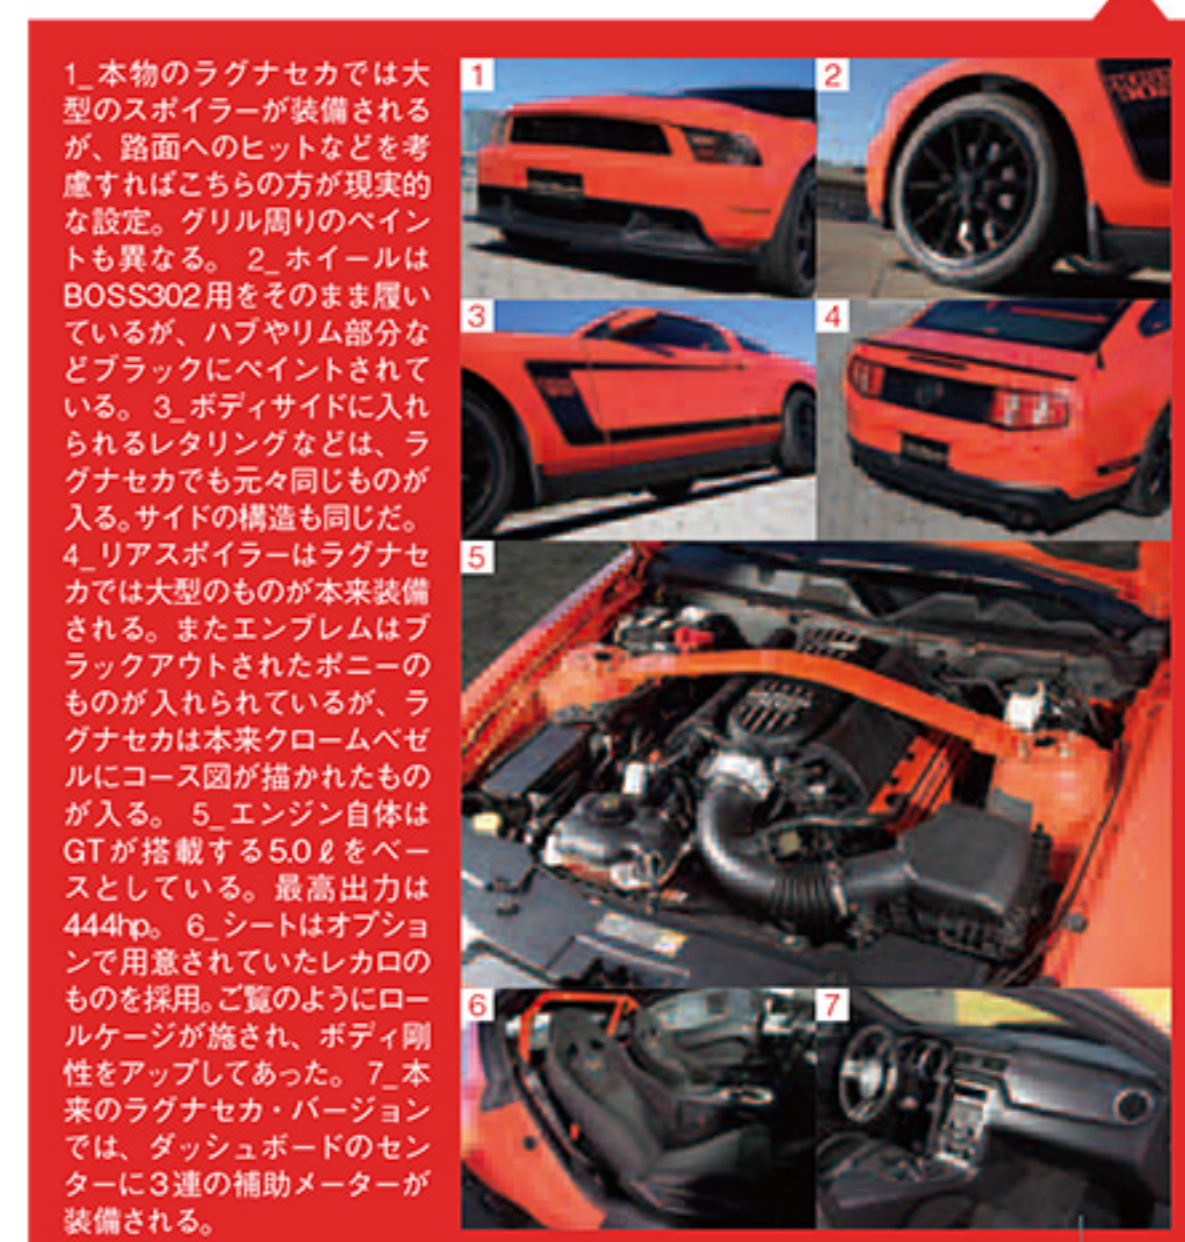 1_本物のラグナセカでは大
型のスポイラーが装備される
が、路面へのヒットなどを考
慮すればこちらの方が現実的
な設定。グリル周りのペイン
トも異なる。 2_ホイールは
BOSS302用をそのまま履い
ているが、ハブやリム部分な
どブラックにペイントされて
いる。 3_ボディサイドに入れ
られるレタリングなどは、ラ
グナセカでも元々同じものが
入る。サイドの構造も同じだ。
4_リアスポイラーはラグナセ
カでは大型のものが本来装備
される。またエンブレムはブ
ラックアウトされたポニーの
ものが入れられているが、ラ
グナセカは本来クロームベゼ
ルにコース図が描かれたもの
が入る。 5_エンジン自体は
GTが搭載する5.0ℓをベー
スとしている。最高出力は
444hp。 6_シートはオプショ
ンで用意されていたレカロの
ものを採用。ご覧のようにロー
ルケージが施され、ボディ剛
性をアップしてあった。 7_本
来のラグナセカ・バージョン
では、ダッシュボードのセン
ターに3連の補助メーターが
装備される。
1
2
3
4
5
6
7